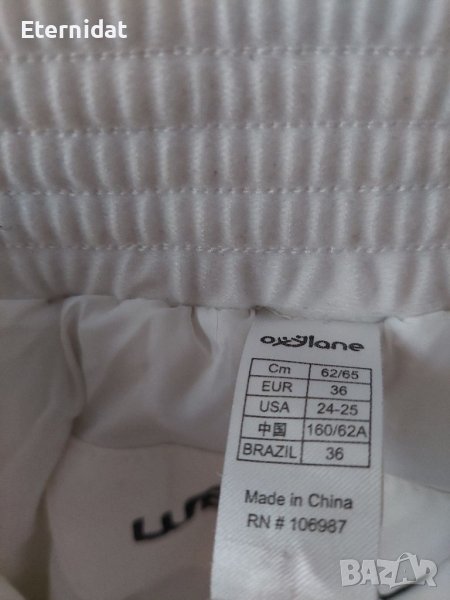 Eternidat
oxylane
Cm 62/65
EUR 36
USA 24-25
中国 160/62A
BRAZIL 36
Made in China
RN # 106987
BAZAR